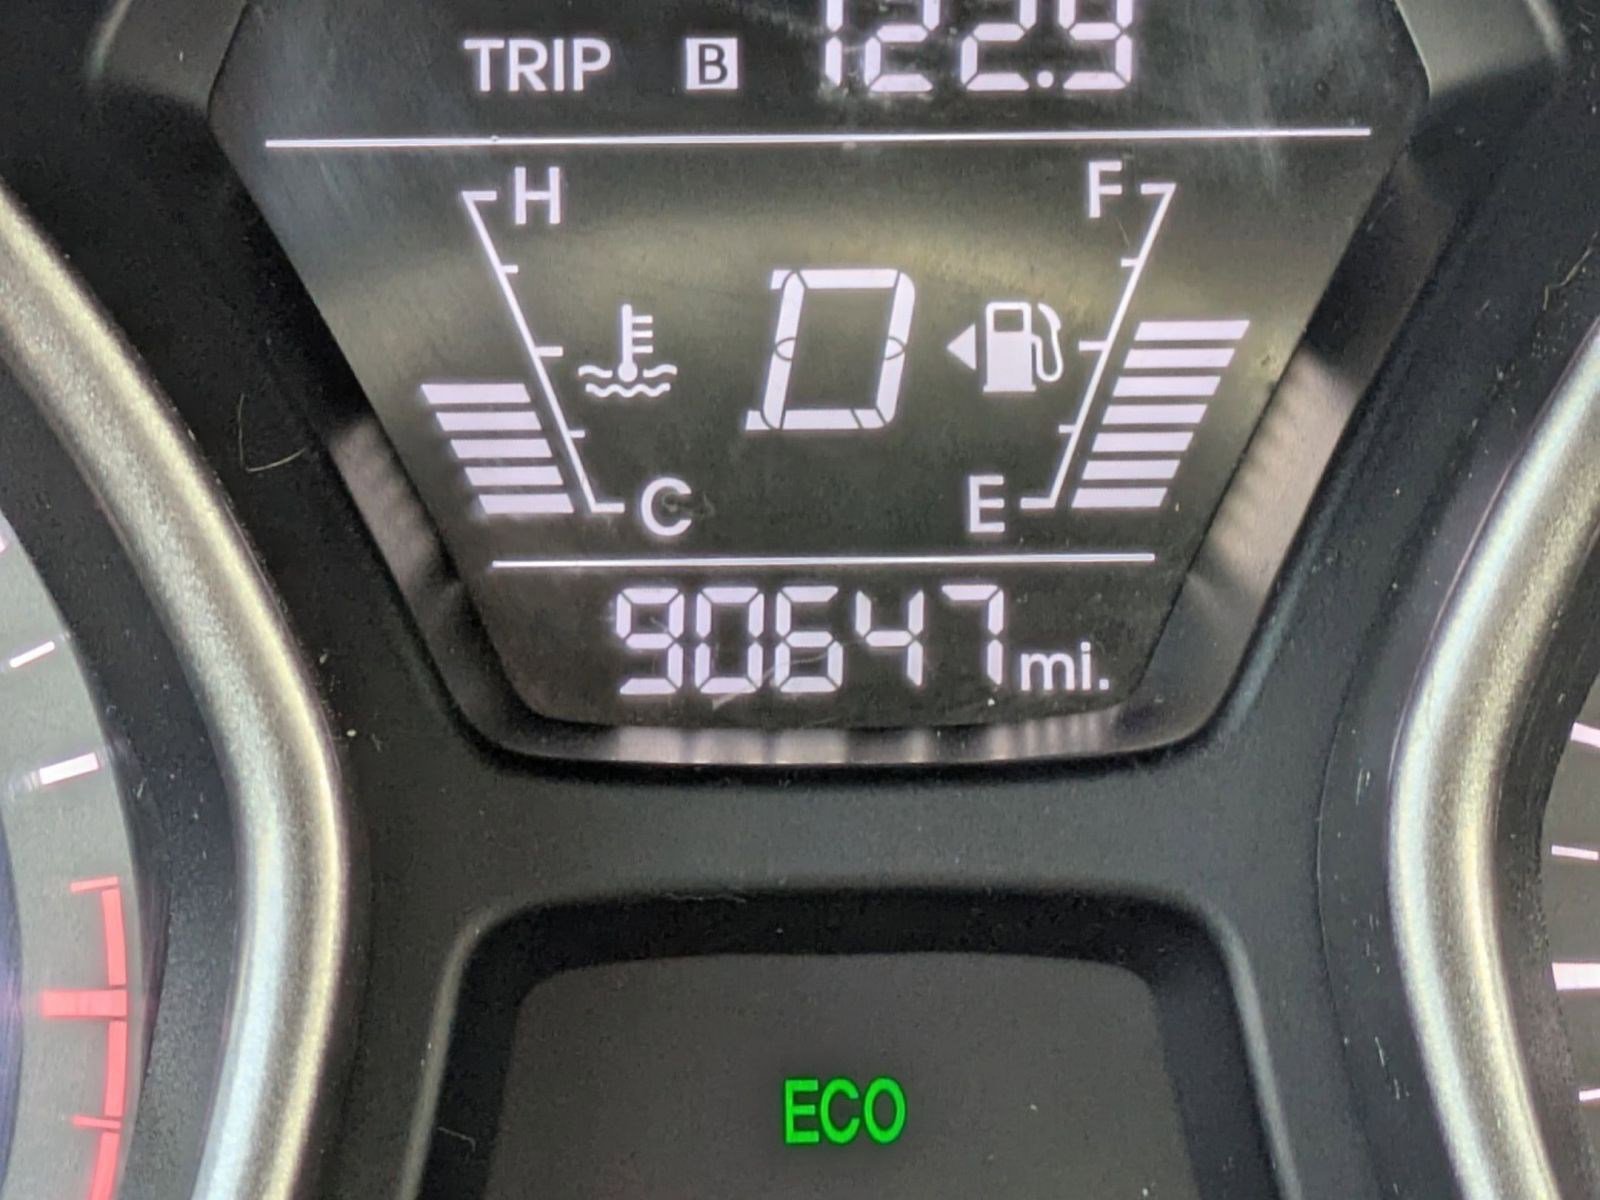 TRIP B 122.9
H F
D
C E
90647 mi.
ECO